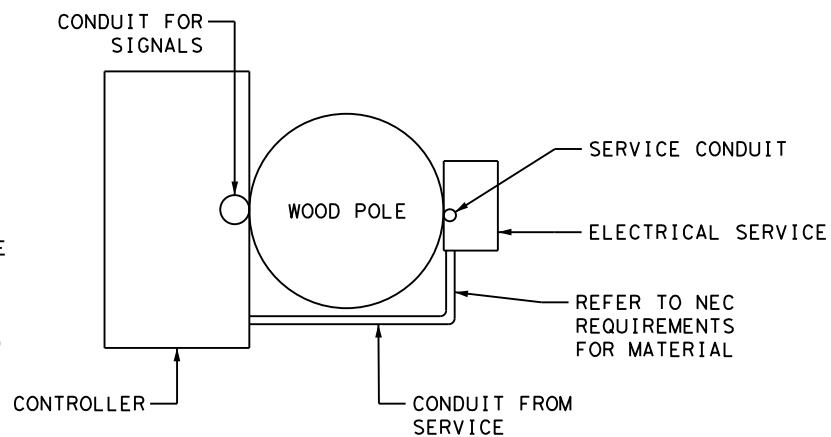 CONDUIT FOR
SIGNALS
SERVICE CONDUIT
WOOD POLE
ELECTRICAL SERVICE
REFER TO NEC
REQUIREMENTS
FOR MATERIAL
CONTROLLER
CONDUIT FROM
SERVICE